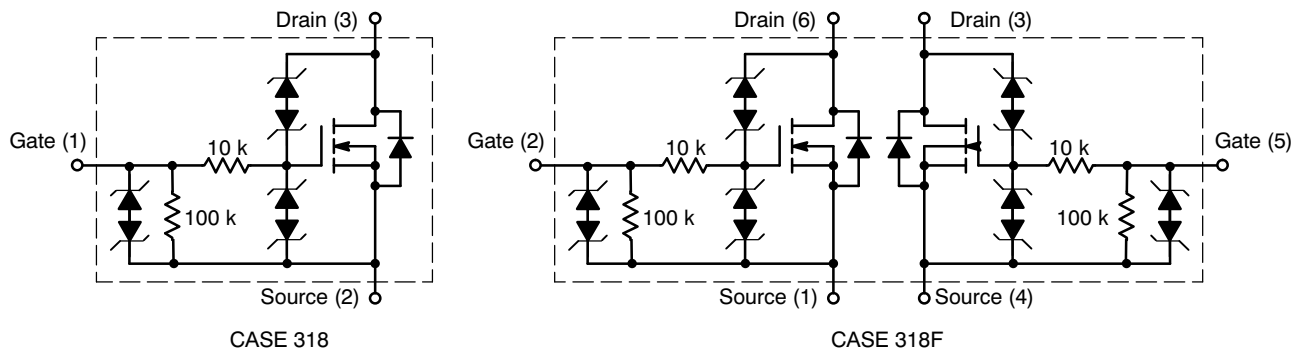 Drain (3)
Gate (1)
10 k
100 k
Source (2)
CASE 318
Drain (6)
Drain (3)
Gate (2)
10 k
100 k
10 k
Gate (5)
100 k
Source (1)
Source (4)
CASE 318F